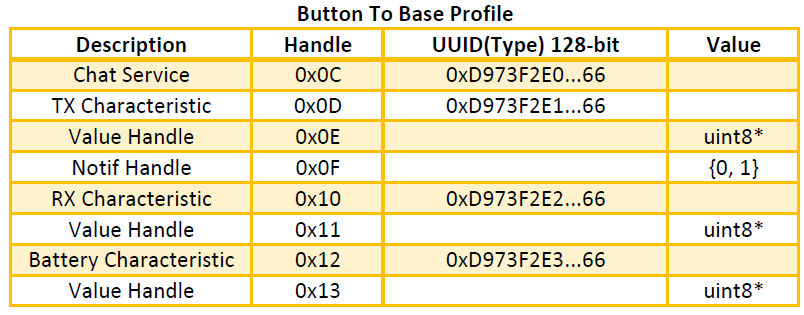 Button To Base Profile
Description Handle UUID(Type) 128-bit Value
Chat Service 0x0C 0xD973F2E0...66
TX Characteristic 0x0D 0xD973F2E1...66
Value Handle 0x0E uint8*
Notif Handle 0x0F {0, 1}
RX Characteristic 0x10 0xD973F2E2...66
Value Handle 0x11 uint8*
Battery Characteristic 0x12 0xD973F2E3...66
Value Handle 0x13 uint8*